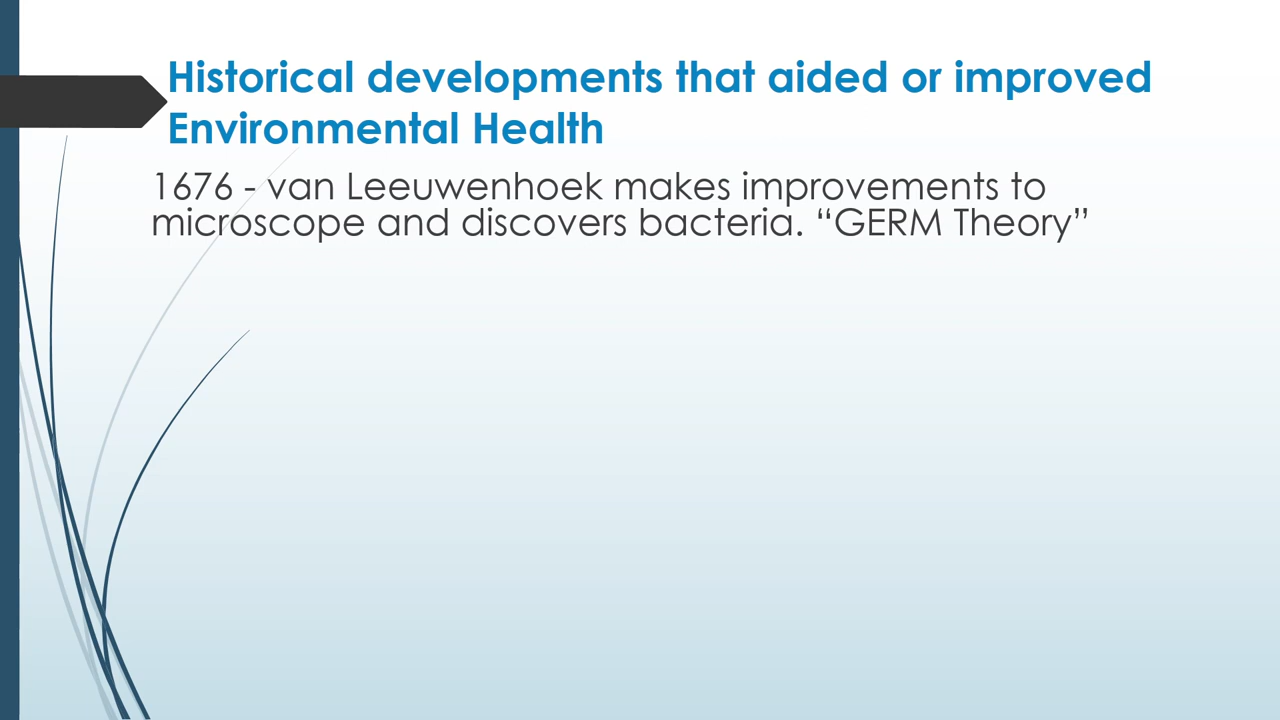 Historical developments that aided or improved
Environmental Health
1676 - van Leeuwenhoek makes improvements to
microscope and discovers bacteria. “GERM Theory”